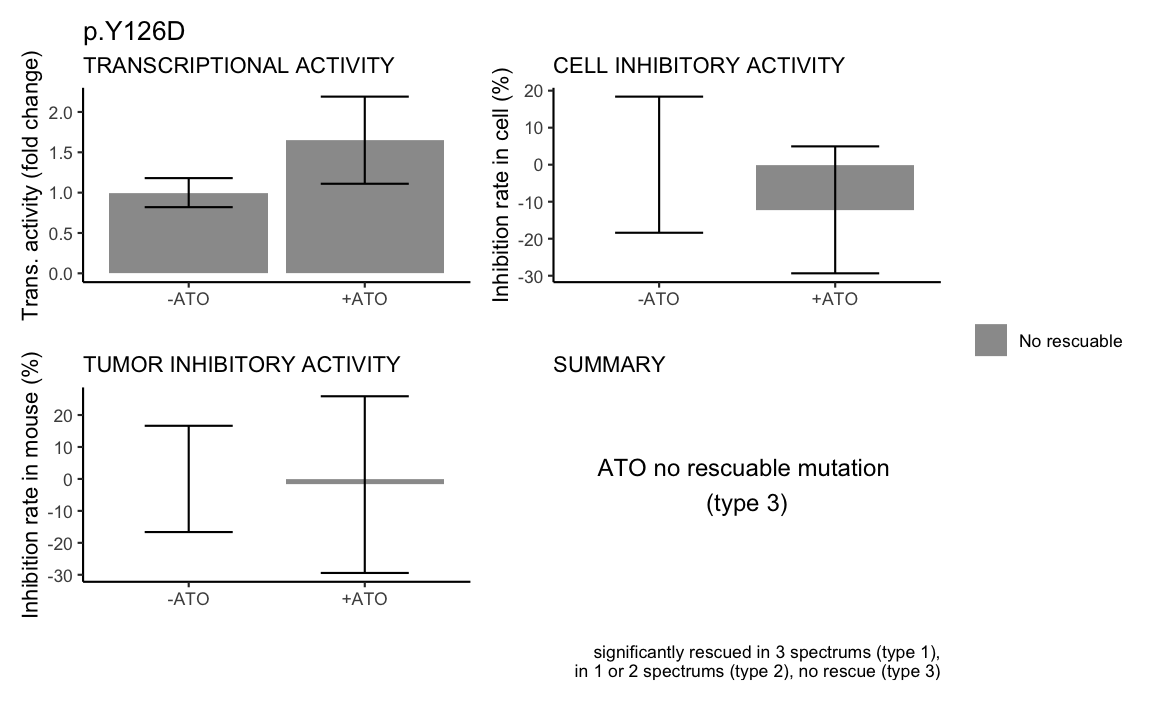 p.Y126D
TRANSCRIPTIONAL ACTIVITY
Trans. activity (fold change)
2.0
1.5
1.0
0.5
0.0
-ATO +ATO
CELL INHIBITORY ACTIVITY
Inhibition rate in cell (%)
20
10
0
-10
-20
-30
-ATO +ATO
No rescuable
TUMOR INHIBITORY ACTIVITY
Inhibition rate in mouse (%)
20
10
0
-10
-20
-30
-ATO +ATO
SUMMARY
ATO no rescuable mutation
(type 3)
significantly rescued in 3 spectrums (type 1),
in 1 or 2 spectrums (type 2), no rescue (type 3)